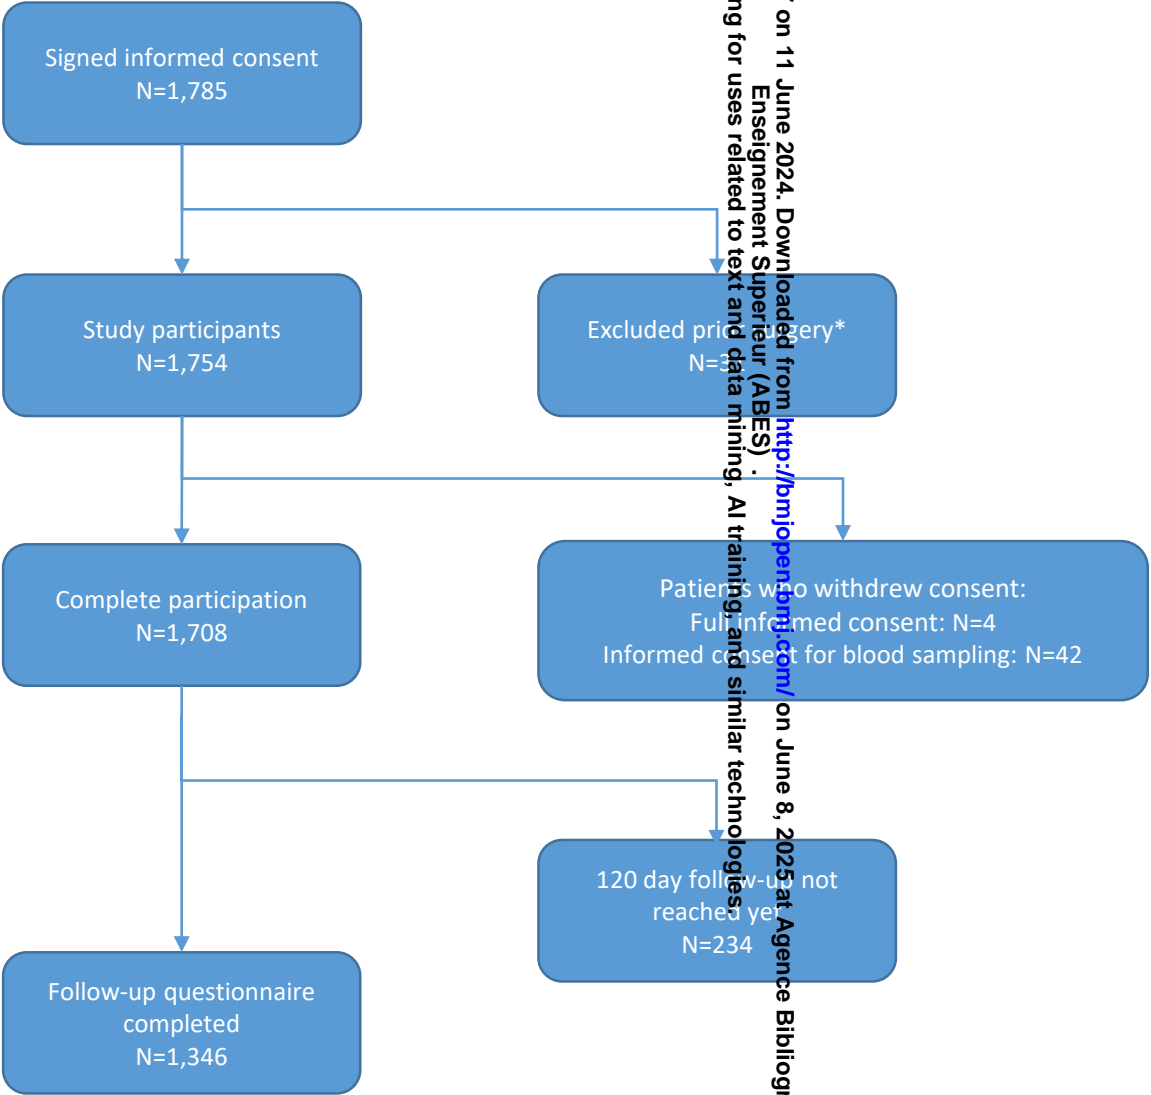 Signed informed consent
N=1,785
Study participants
N=1,754
Excluded prior surgery*
Complete participation
N=1,708
Patients who withdrew consent:
Full informed consent: N=4
Informed consent for blood sampling: N=42
120 day follow-up not
reached yet
N=234
Follow-up questionnaire
completed
N=1,346
on 11 June 2024. Downloaded from http://bmjopen.bmj.com/ on June 8, 2025 at Agence
Enseignement Superieur (ABES) .
for uses related to text and data mining, AI training, and similar technologies.